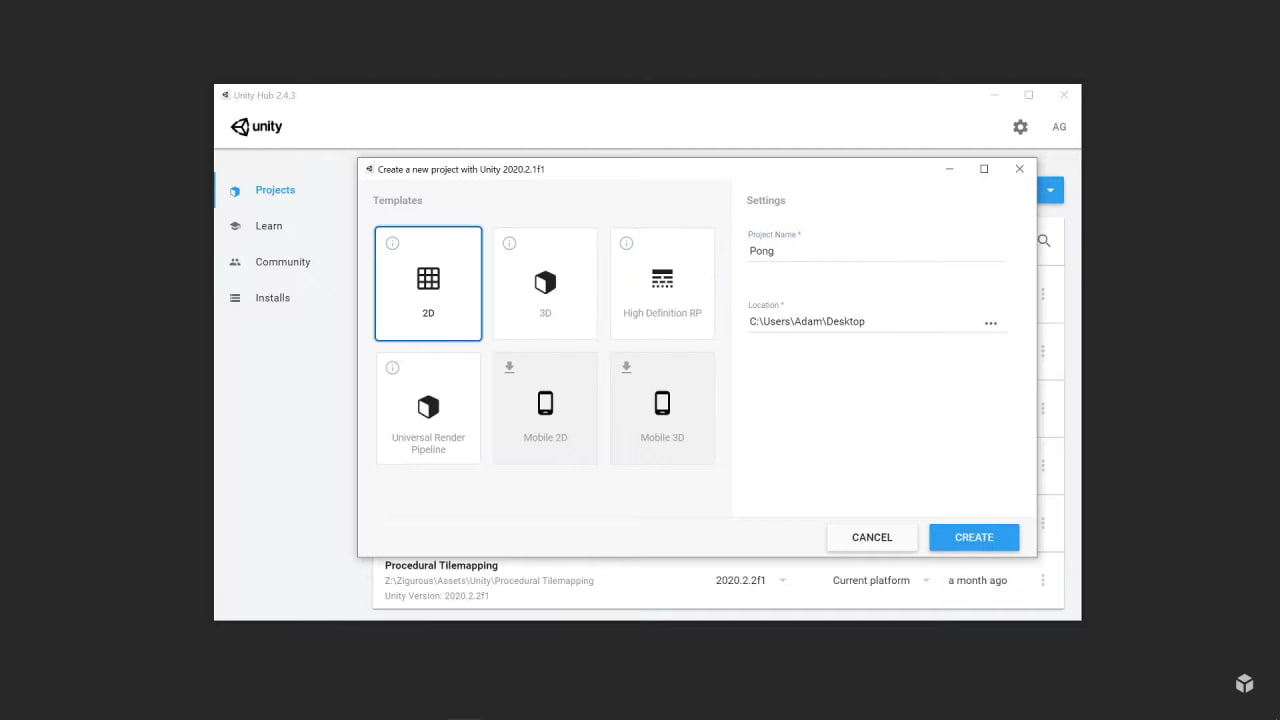 Unity Hub 2.4.3
unity
AG
Projects
Learn
Community
Installs
Create a new project with Unity 2020.2.1f1
Templates
2D
3D
High Definition RP
Universal Render
Pipeline
Mobile 2D
Mobile 3D
Settings
Project Name *
Pong
Location *
C:\Users\Adam\Desktop
CANCEL
CREATE
Procedural Tilemapping
Z:\Zigurous\Assets\Unity\Procedural Tilemapping
Unity Version: 2020.2.2f1
2020.2.2f1
Current platform
a month ago